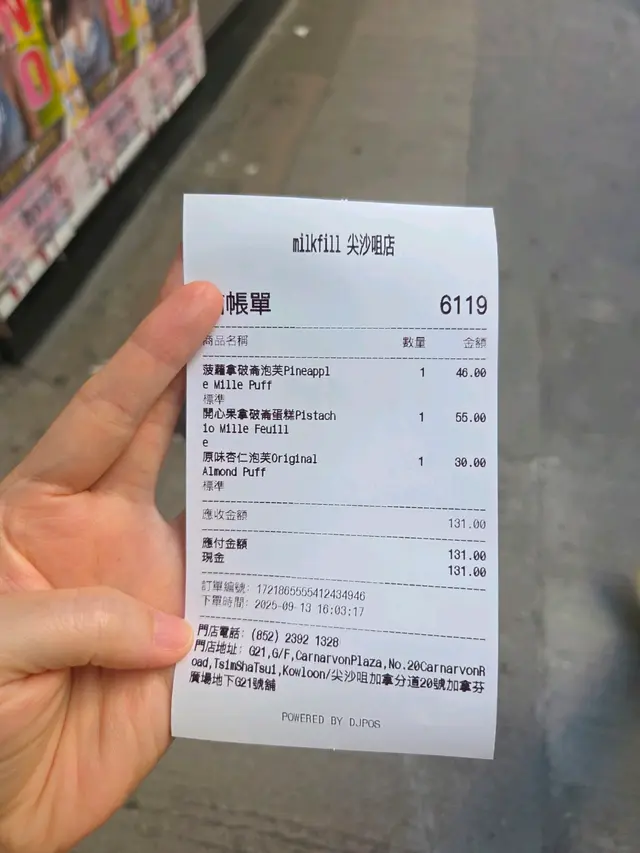 milkfill 尖沙咀店
帳單 6119
商品名稱 數量 金額
菠蘿拿破崙泡芙Pineappl 1 46.00
e Mille Puff
標準
開心果拿破崙蛋糕Pistach 1 55.00
io Mille Feuill
e
原味杏仁泡芙Original 1 30.00
Almond Puff
標準
應收金額 131.00
應付金額 131.00
現金 131.00
訂單編號: 1721865555412434946
下單時間: 2025-09-13 16:03:17
門店電話: (852) 2392 1328
門店地址: G21,G/F,CarnarvonPlaza,No.20CarnarvonR
oad,TsimShaTsui,Kowloon/尖沙咀加拿分道20號加拿芬
廣場地下G21號舖
POWERED BY DJPOS